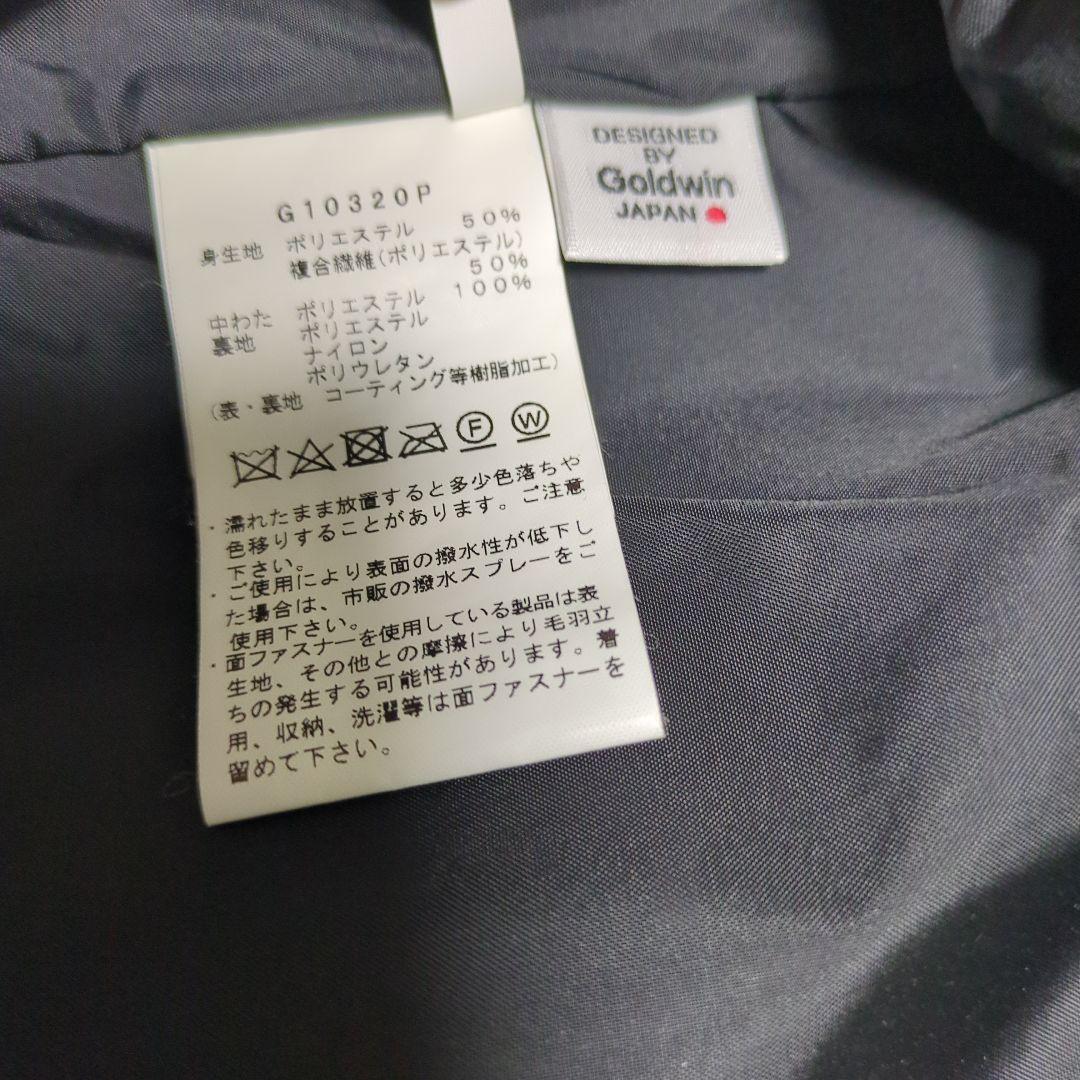 G10320P
身生地 ポリエステル 50%
複合繊維(ポリエステル)
50%
中わた ポリエステル 100%
裏地 ポリエステル
ナイロン
ポリウレタン
(表・裏地 コーティング等樹脂加工)
F W
・濡れたまま放置すると多少色落ちや
色移りすることがあります。ご注意
下さい。
・ご使用により表面の撥水性が低下し
た場合は、市販の撥水スプレーをご
使用下さい。
・面ファスナーを使用している製品は表
生地、その他との摩擦により毛羽立
ちの発生する可能性があります。着
用、収納、洗濯等は面ファスナーを
留めて下さい。
DESIGNED
BY
Goldwin
JAPAN